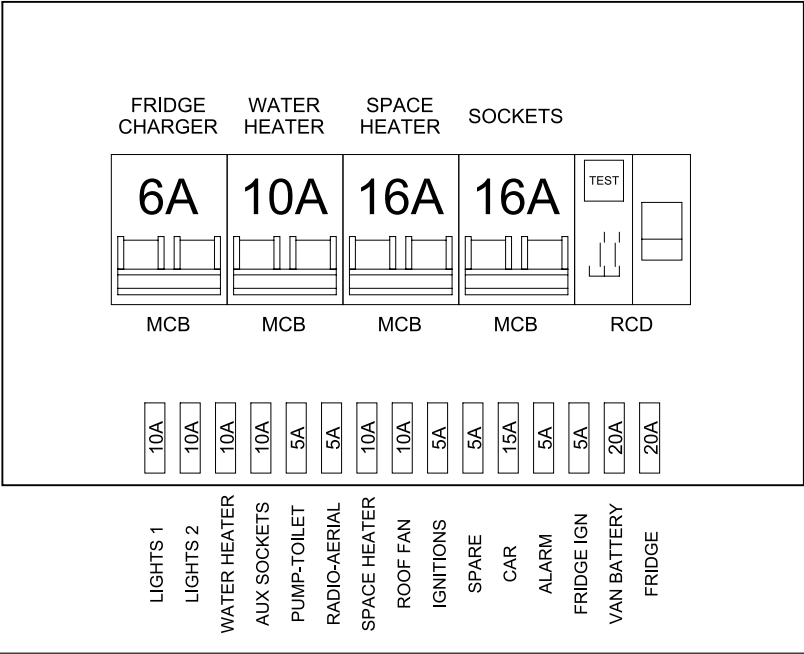 FRIDGE
CHARGER
WATER
HEATER
SPACE
HEATER
SOCKETS
6A
10A
16A
16A
TEST
MCB
MCB
MCB
MCB
RCD
10A
10A
10A
10A
5A
5A
10A
10A
5A
5A
15A
5A
5A
20A
20A
LIGHTS 1
LIGHTS 2
WATER HEATER
AUX SOCKETS
PUMP-TOILET
RADIO-AERIAL
SPACE HEATER
ROOF FAN
IGNITIONS
SPARE
CAR
ALARM
FRIDGE IGN
VAN BATTERY
FRIDGE